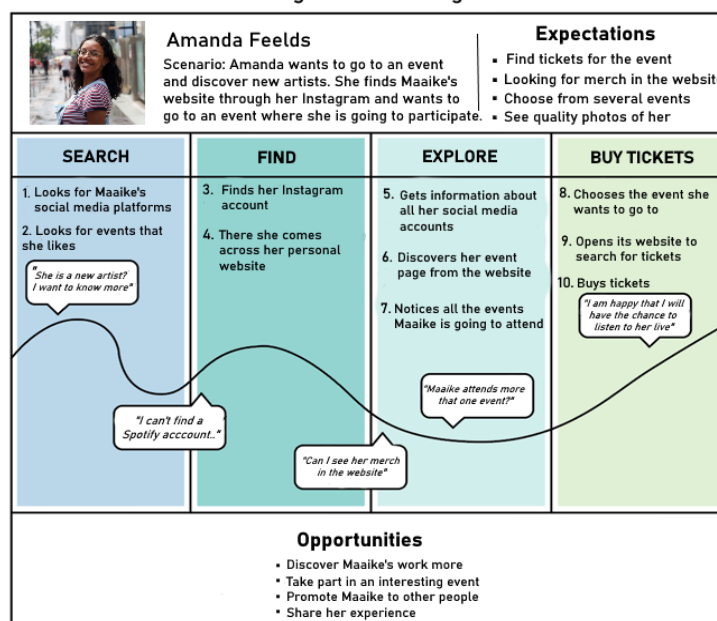 Amanda Feelds
Scenario: Amanda wants to go to an event
and discover new artists. She finds Maaike's
website through her Instagram and wants to
go to an event where she is going to participate.
Expectations
▪ Find tickets for the event
▪ Looking for merch in the websit
▪ Choose from several events
▪ See quality photos of her
SEARCH
1. Looks for Maaike's
social media platforms
2. Looks for events that
she likes
"She is a new artist?
I want to know more"
"I can't find a
Spotify acccount.."
FIND
3. Finds her Instagram
account
4. There she comes
across her personal
website
"Can I see her merch
in the website"
EXPLORE
5. Gets information about
all her social media
accounts
6. Discovers her event
page from the website
7. Notices all the events
Maaike is going to attend
"Maaike attends more
that one event?"
BUY TICKETS
8. Chooses the event she
wants to go to
9. Opens its website to
search for tickets
10. Buys tickets
"I am happy that I will
have the chance to
listen to her live"
Opportunities
▪ Discover Maaike's work more
▪ Take part in an interesting event
▪ Promote Maaike to other people
▪ Share her experience